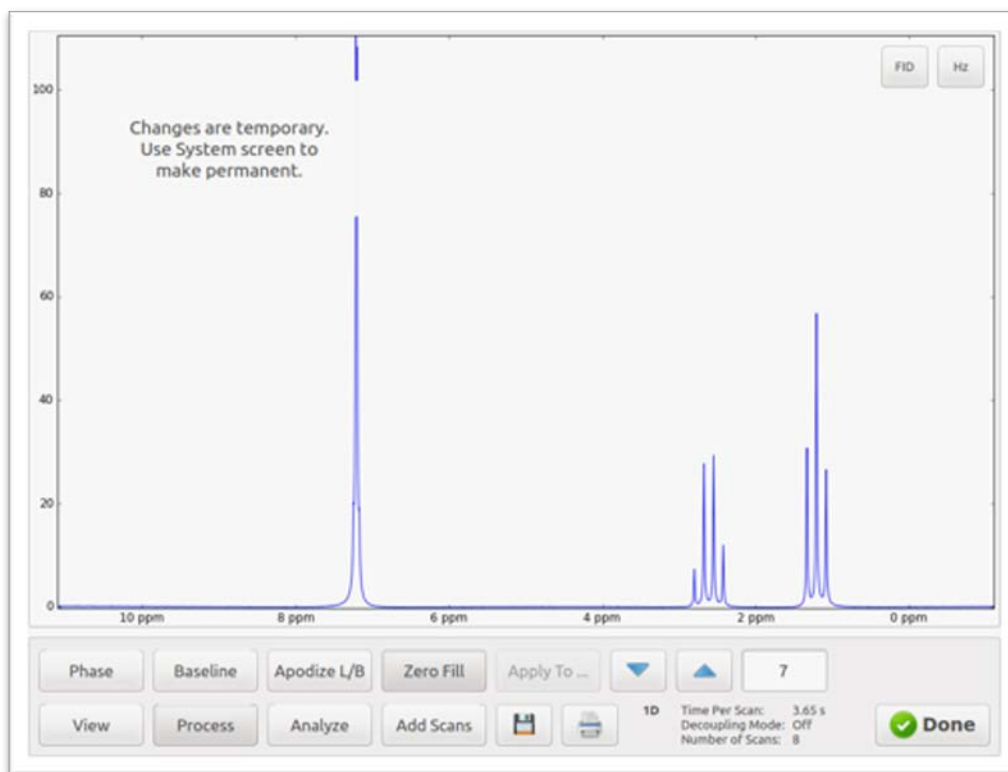 FID Hz
100
Changes are temporary.
Use System screen to
make permanent.
80
60
40
20
0
10 ppm 8 ppm 6 ppm 4 ppm 2 ppm 0 ppm
Phase Baseline Apodize L/B Zero Fill Apply To ... 7
View Process Analyze Add Scans 1D
Time Per Scan: 3.65 s
Decoupling Mode: Off
Number of Scans: 8
Done